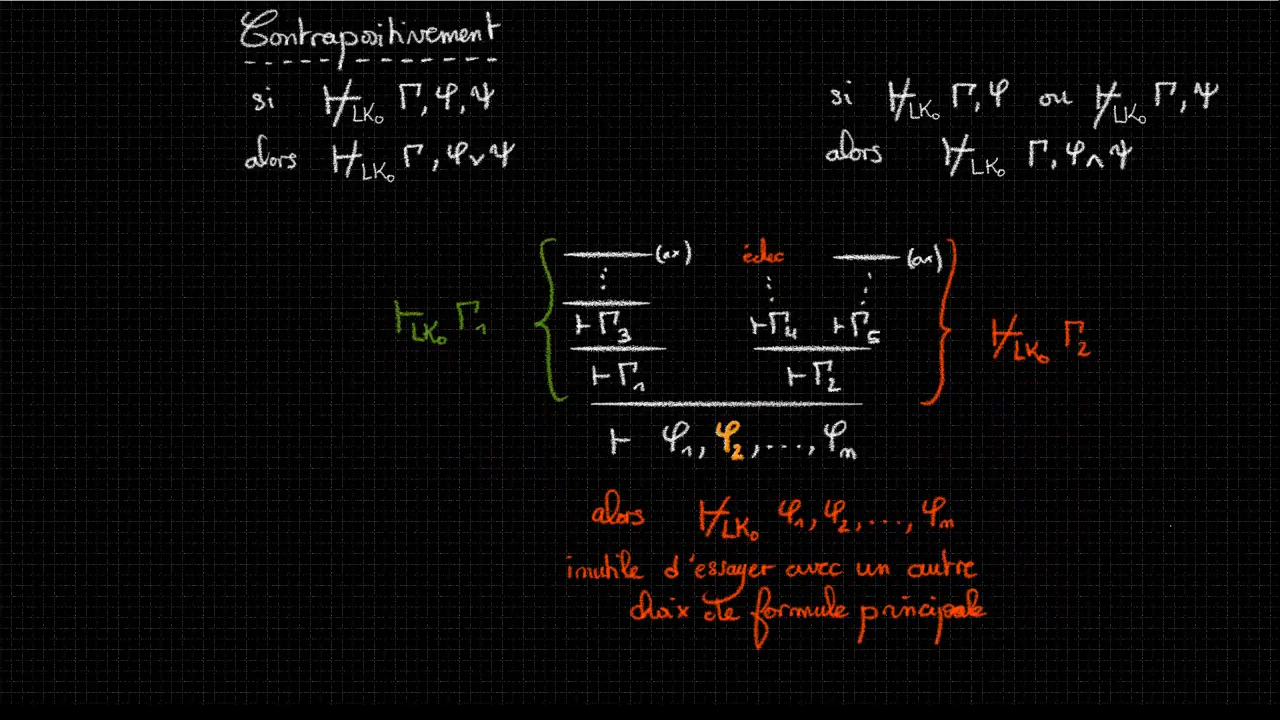 Contrapositivement
si ⊬LK₀ Γ, φ, ψ
alors ⊬LK₀ Γ, φ ∨ ψ
si ⊬LK₀ Γ, φ ou ⊬LK₀ Γ, ψ
alors ⊬LK₀ Γ, φ ∧ ψ
(ax) échec (ax)
⊢ Γ₃ ⊢ Γ₄ ⊢ Γ₅
⊢LK₀ Γ₁ ⊬LK₀ Γ₂
⊢ Γ₁ ⊢ Γ₂
⊢ φ₁, φ₂, ..., φₙ
alors ⊬LK₀ φ₁, φ₂, ..., φₙ
inutile d'essayer avec un autre
choix de formule principale